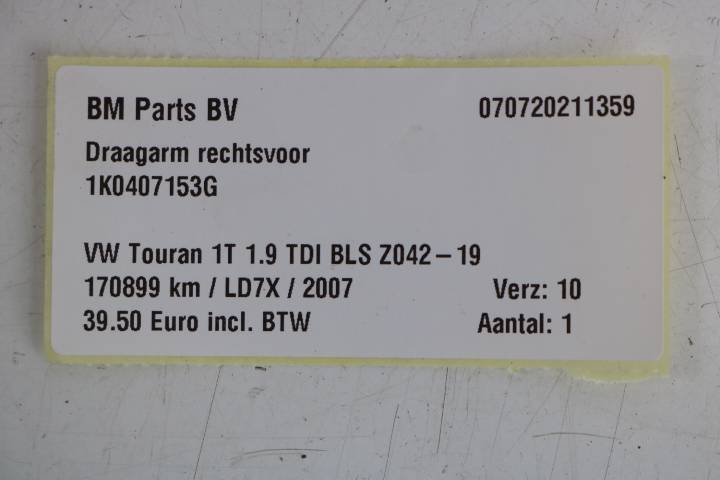 BM Parts BV 070720211359
Draagarm rechtsvoor
1K0407153G
VW Touran 1T 1.9 TDI BLS Z042-19
170899 km / LD7X / 2007 Verz: 10
39.50 Euro incl. BTW Aantal: 1